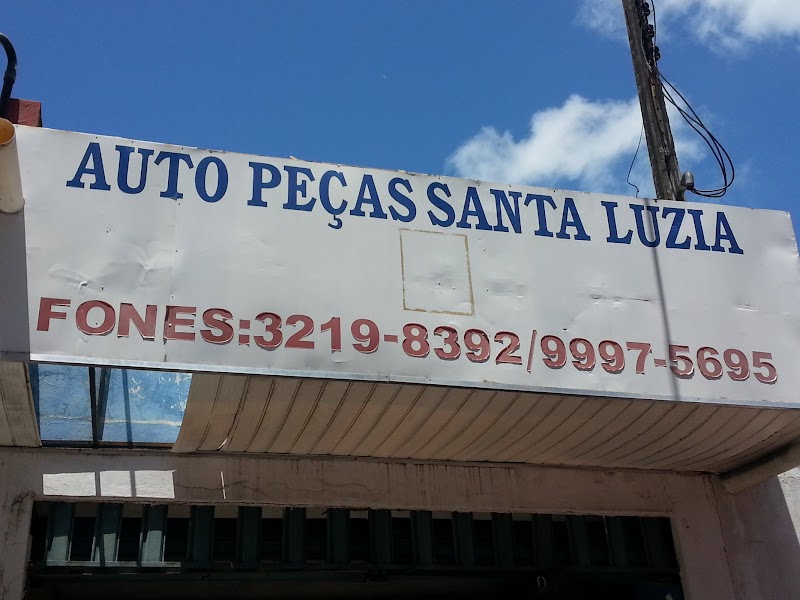 AUTO PEÇAS SANTA LUZIA
FONES:3219-8392/9997-5695